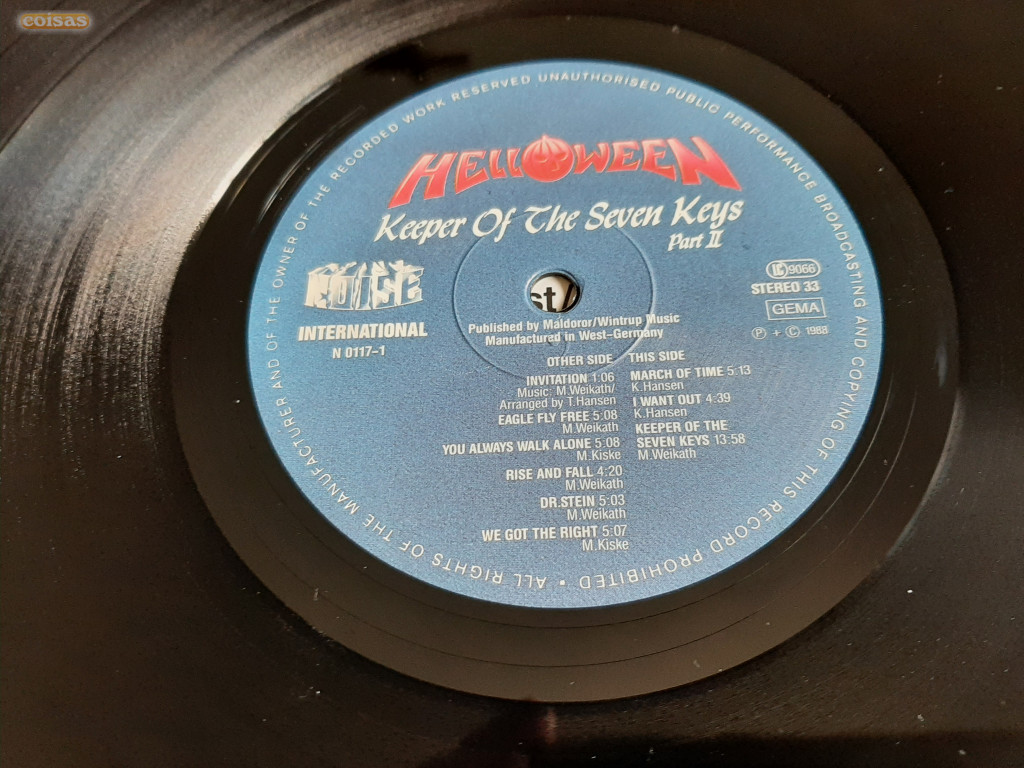 coisas
ALL RIGHTS OF THE MANUFACTURER AND OF THE OWNER OF THE RECORDED WORK RESERVED UNAUTHORISED PUBLIC PERFORMANCE BROADCASTING AND COPYING OF THIS RECORD PROHIBITED •
HELLOWEEN
Keeper Of The Seven Keys
Part II
NOISE
INTERNATIONAL
N 0117-1
LC 9066
STEREO 33
GEMA
Ⓟ + © 1988
st/
Published by Maldoror/Wintrup Music
Manufactured in West-Germany
OTHER SIDE
INVITATION 1:06
Music: M.Weikath/
Arranged by T.Hansen
EAGLE FLY FREE 5:08
M.Weikath
YOU ALWAYS WALK ALONE 5:08
M.Kiske
RISE AND FALL 4:20
M.Weikath
DR.STEIN 5:03
M.Weikath
WE GOT THE RIGHT 5:07
M.Kiske
THIS SIDE
MARCH OF TIME 5:13
K.Hansen
I WANT OUT 4:39
K.Hansen
KEEPER OF THE
SEVEN KEYS 13:58
M.Weikath